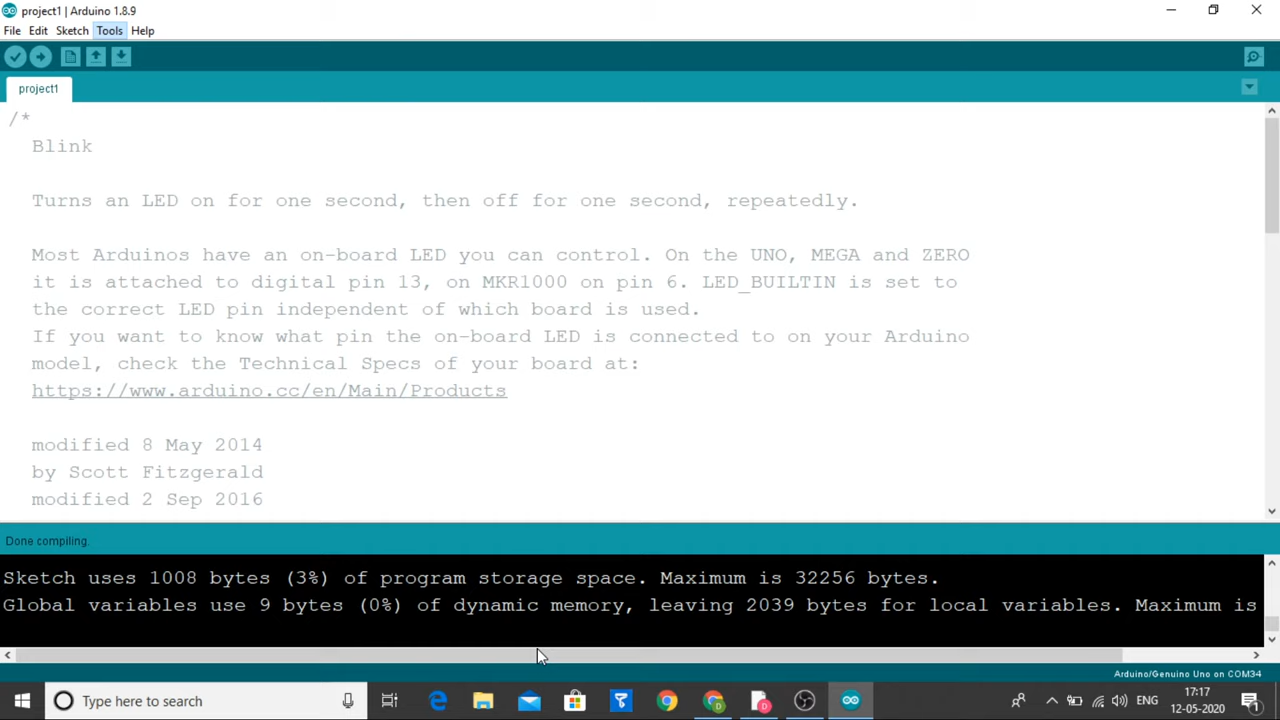 project1 | Arduino 1.8.9
File Edit Sketch Tools Help
project1
/*
Blink
Turns an LED on for one second, then off for one second, repeatedly.
Most Arduinos have an on-board LED you can control. On the UNO, MEGA and ZERO
it is attached to digital pin 13, on MKR1000 on pin 6. LED_BUILTIN is set to
the correct LED pin independent of which board is used.
If you want to know what pin the on-board LED is connected to on your Arduino
model, check the Technical Specs of your board at:
https://www.arduino.cc/en/Main/Products
modified 8 May 2014
by Scott Fitzgerald
modified 2 Sep 2016
Done compiling.
Sketch uses 1008 bytes (3%) of program storage space. Maximum is 32256 bytes.
Global variables use 9 bytes (0%) of dynamic memory, leaving 2039 bytes for local variables. Maximum is
Arduino/Genuino Uno on COM34
Type here to search
ENG
17:17
12-05-2020